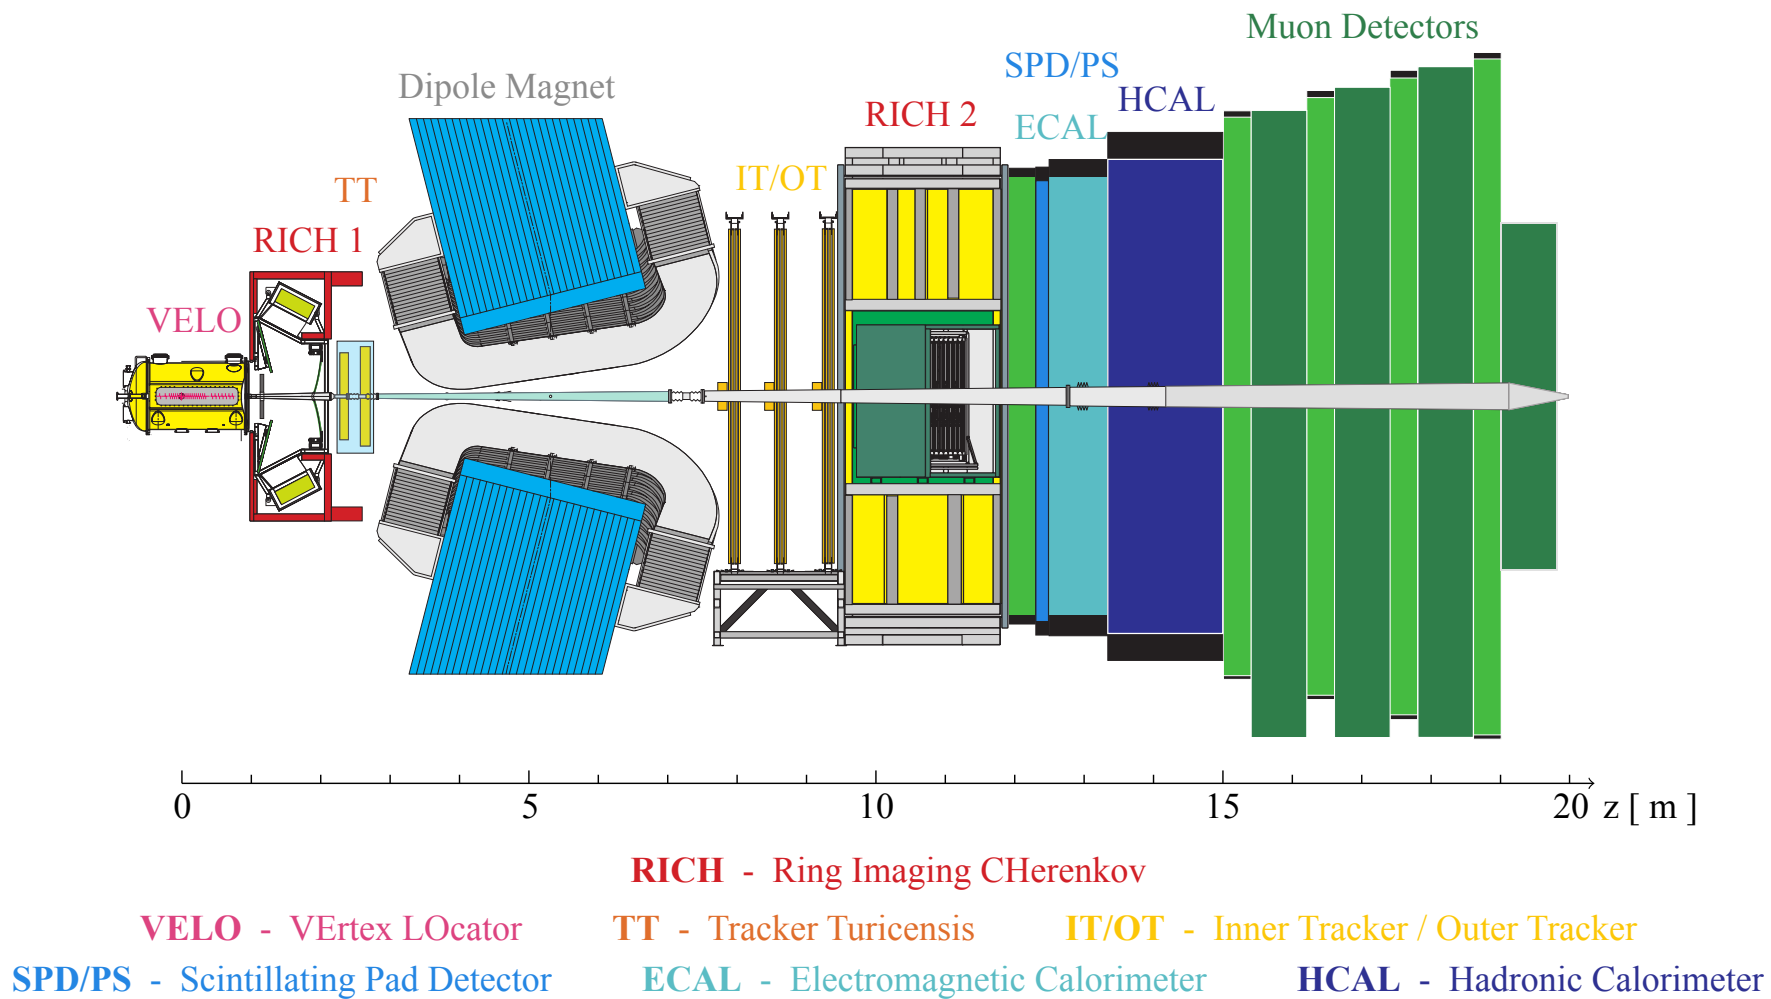 Muon Detectors
SPD/PS
Dipole Magnet
HCAL
RICH 2
ECAL
IT/OT
TT
RICH 1
VELO
0 5 10 15 20 z [ m ]
RICH - Ring Imaging CHerenkov
VELO - VErtex LOcator TT - Tracker Turicensis IT/OT - Inner Tracker / Outer Tracker
SPD/PS - Scintillating Pad Detector ECAL - Electromagnetic Calorimeter HCAL - Hadronic Calorimeter